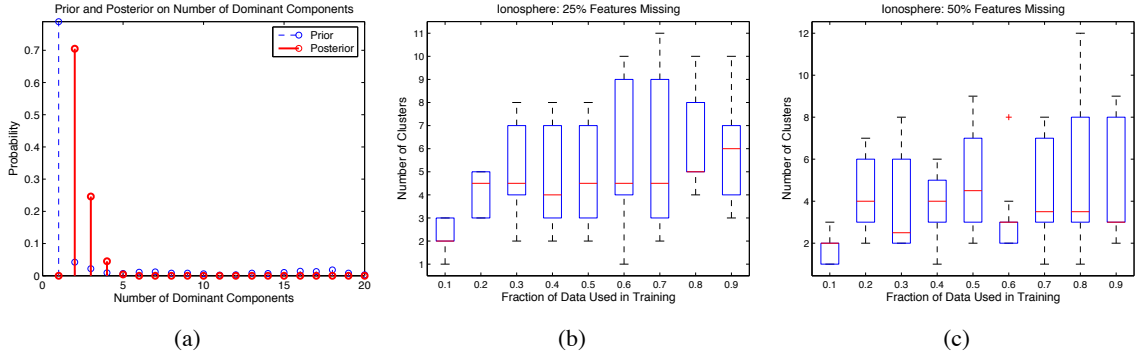 Prior and Posterior on Number of Dominant Components
Prior
Posterior
0.7
0.6
0.5
0.4
0.3
0.2
0.1
0
Probability
0 5 10 15 20
Number of Dominant Components
(a)
Ionosphere: 25% Features Missing
11
10
9
8
7
6
5
4
3
2
1
Number of Clusters
0.1 0.2 0.3 0.4 0.5 0.6 0.7 0.8 0.9
Fraction of Data Used in Training
(b)
Ionosphere: 50% Features Missing
12
10
8
6
4
2
Number of Clusters
0.1 0.2 0.3 0.4 0.5 0.6 0.7 0.8 0.9
Fraction of Data Used in Training
(c)